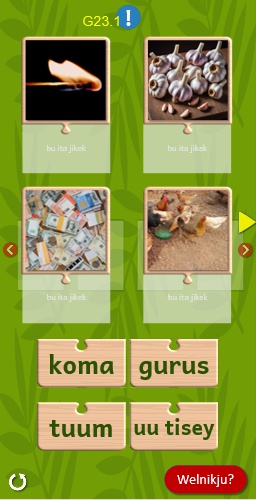 G23.1
!
bu ita jikek
bu ita jikek
bu ita jikek
bu ita jikek
koma
gurus
tuum
uu tisey
Welnikju?